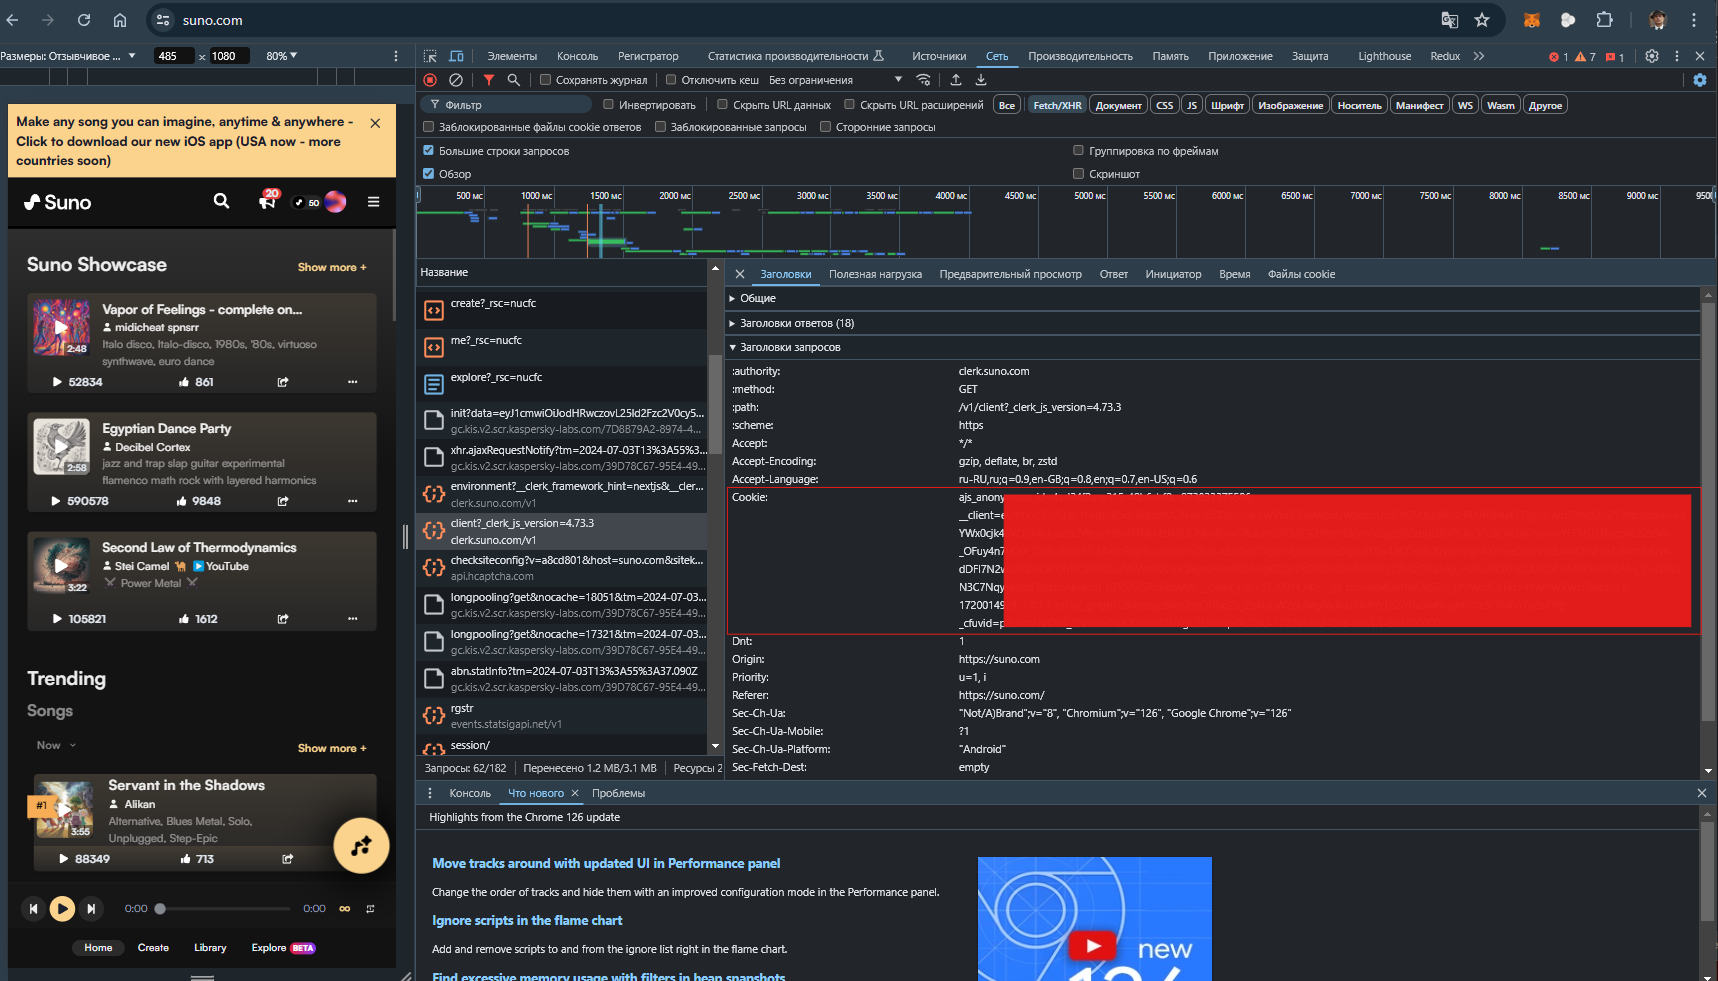 suno.com
Размеры: Отзывчивое ...
485
x
1080
80%
Элементы
Консоль
Регистратор
Статистика производительности
Источники
Сеть
Производительность
Память
Приложение
Защита
Lighthouse
Redux
1
7
1
Сохранять журнал
Отключить кеш
Без ограничения
Фильтр
Инвертировать
Скрыть URL данных
Скрыть URL расширений
Все
Fetch/XHR
Документ
CSS
JS
Шрифт
Изображение
Носитель
Манифест
WS
Wasm
Другое
Заблокированные файлы cookie ответов
Заблокированные запросы
Сторонние запросы
Большие строки запросов
Группировка по фреймам
Обзор
Скриншот
500 мс
1000 мс
1500 мс
2000 мс
2500 мс
3000 мс
3500 мс
4000 мс
4500 мс
5000 мс
5500 мс
6000 мс
6500 мс
7000 мс
7500 мс
8000 мс
8500 мс
9000 мс
Make any song you can imagine, anytime & anywhere -
Click to download our new iOS app (USA now - more
countries soon)
Suno
20
50
Suno Showcase
Show more +
Vapor of Feelings - complete on...
midicheat spnsrr
Italo disco, Italo-disco, 1980s, '80s, virtuoso
synthwave, euro dance
2:48
52834
861
Egyptian Dance Party
Decibel Cortex
jazz and trap slap guitar experimental
flamenco math rock with layered harmonics
2:58
590578
9848
Second Law of Thermodynamics
Stei Camel 🐪 ▶️YouTube
Power Metal
3:22
105821
1612
Trending
Songs
Now
Show more +
#1
Servant in the Shadows
Alikan
Alternative, Blues Metal, Solo,
Unplugged, Step-Epic
3:55
88349
713
0:00
0:00
Home
Create
Library
Explore BETA
Название
create?_rsc=nucfc
me?_rsc=nucfc
explore?_rsc=nucfc
init?data=eyJ1cmwiOiJodHRwczovL25ld2Fzc2V0cy5...
gc.kis.v2.scr.kaspersky-labs.com/7D8B79A2-8974-4...
xhr.ajaxRequestNotify?tm=2024-07-03T13%3A55%3...
gc.kis.v2.scr.kaspersky-labs.com/39D78C67-95E4-49...
environment?__clerk_framework_hint=nextjs&__cler...
clerk.suno.com/v1
client?_clerk_js_version=4.73.3
clerk.suno.com/v1
checksiteconfig?v=a8cd801&host=suno.com&sitek...
api.hcaptcha.com
longpooling?get&nocache=18051&tm=2024-07-03...
gc.kis.v2.scr.kaspersky-labs.com/39D78C67-95E4-49...
longpooling?get&nocache=17321&tm=2024-07-03...
gc.kis.v2.scr.kaspersky-labs.com/39D78C67-95E4-49...
abn.statInfo?tm=2024-07-03T13%3A55%3A37.090Z
gc.kis.v2.scr.kaspersky-labs.com/39D78C67-95E4-49...
rgstr
events.statsigapi.net/v1
session/
Запросы: 62/182
Перенесено 1.2 MB/3.1 MB
Ресурсы 2
Заголовки
Полезная нагрузка
Предварительный просмотр
Ответ
Инициатор
Время
Файлы cookie
Общие
Заголовки ответов (18)
Заголовки запросов
:authority:
clerk.suno.com
:method:
GET
:path:
/v1/client?_clerk_js_version=4.73.3
:scheme:
https
Accept:
*/*
Accept-Encoding:
gzip, deflate, br, zstd
Accept-Language:
ru-RU,ru;q=0.9,en-GB;q=0.8,en;q=0.7,en-US;q=0.6
Cookie:
__client=e
YWx0cjk4
_OFuy4n7
dDFl7N2w
N3C7Nqy
17200149
_cfuvid=p
Dnt:
1
Origin:
https://suno.com
Priority:
u=1, i
Referer:
https://suno.com/
Sec-Ch-Ua:
"Not/A)Brand";v="8", "Chromium";v="126", "Google Chrome";v="126"
Sec-Ch-Ua-Mobile:
?1
Sec-Ch-Ua-Platform:
"Android"
Sec-Fetch-Dest:
empty
Консоль
Что нового
Проблемы
Highlights from the Chrome 126 update
Move tracks around with updated UI in Performance panel
Change the order of tracks and hide them with an improved configuration mode in the Performance panel.
Ignore scripts in the flame chart
Add and remove scripts to and from the ignore list right in the flame chart.
Find excessive memory usage with filters in heap snapshots
new
126